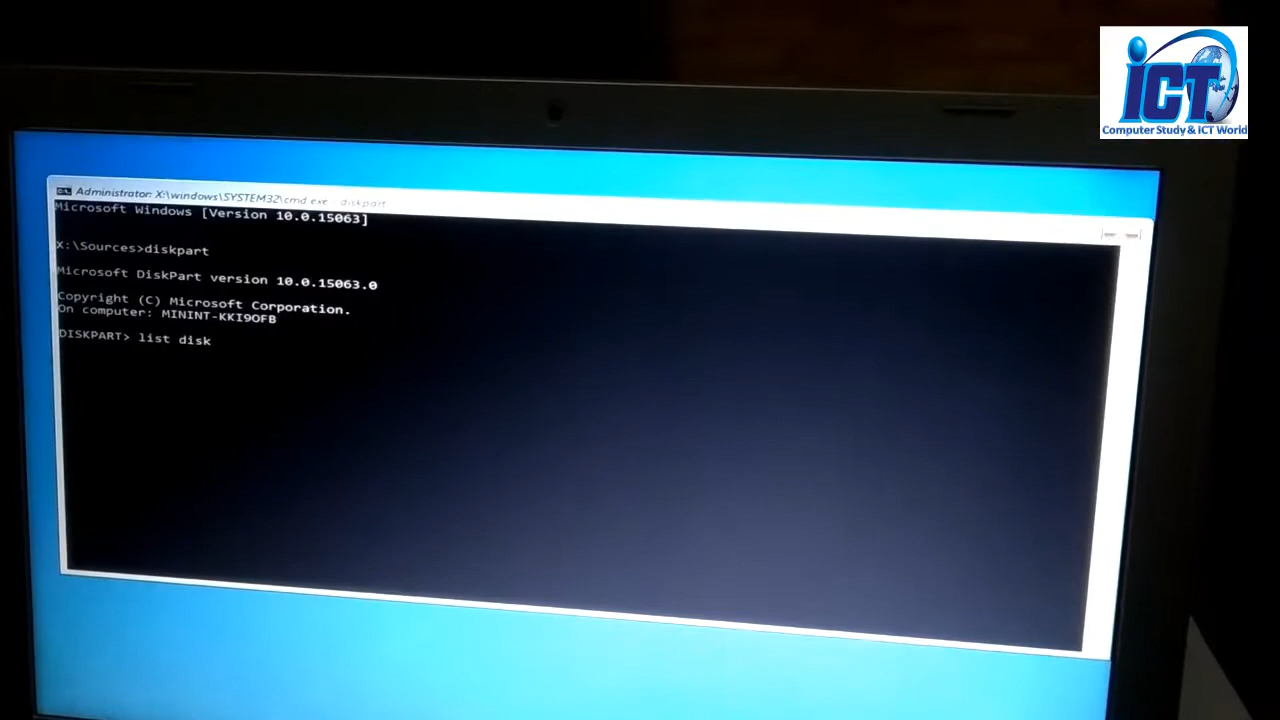 iCT
Computer Study & ICT World
Administrator: X:\windows\SYSTEM32\cmd.exe - diskpart
Microsoft Windows [Version 10.0.15063]
X:\Sources>diskpart
Microsoft DiskPart version 10.0.15063.0
Copyright (C) Microsoft Corporation.
On computer: MININT-KKI9OFB
DISKPART> list disk